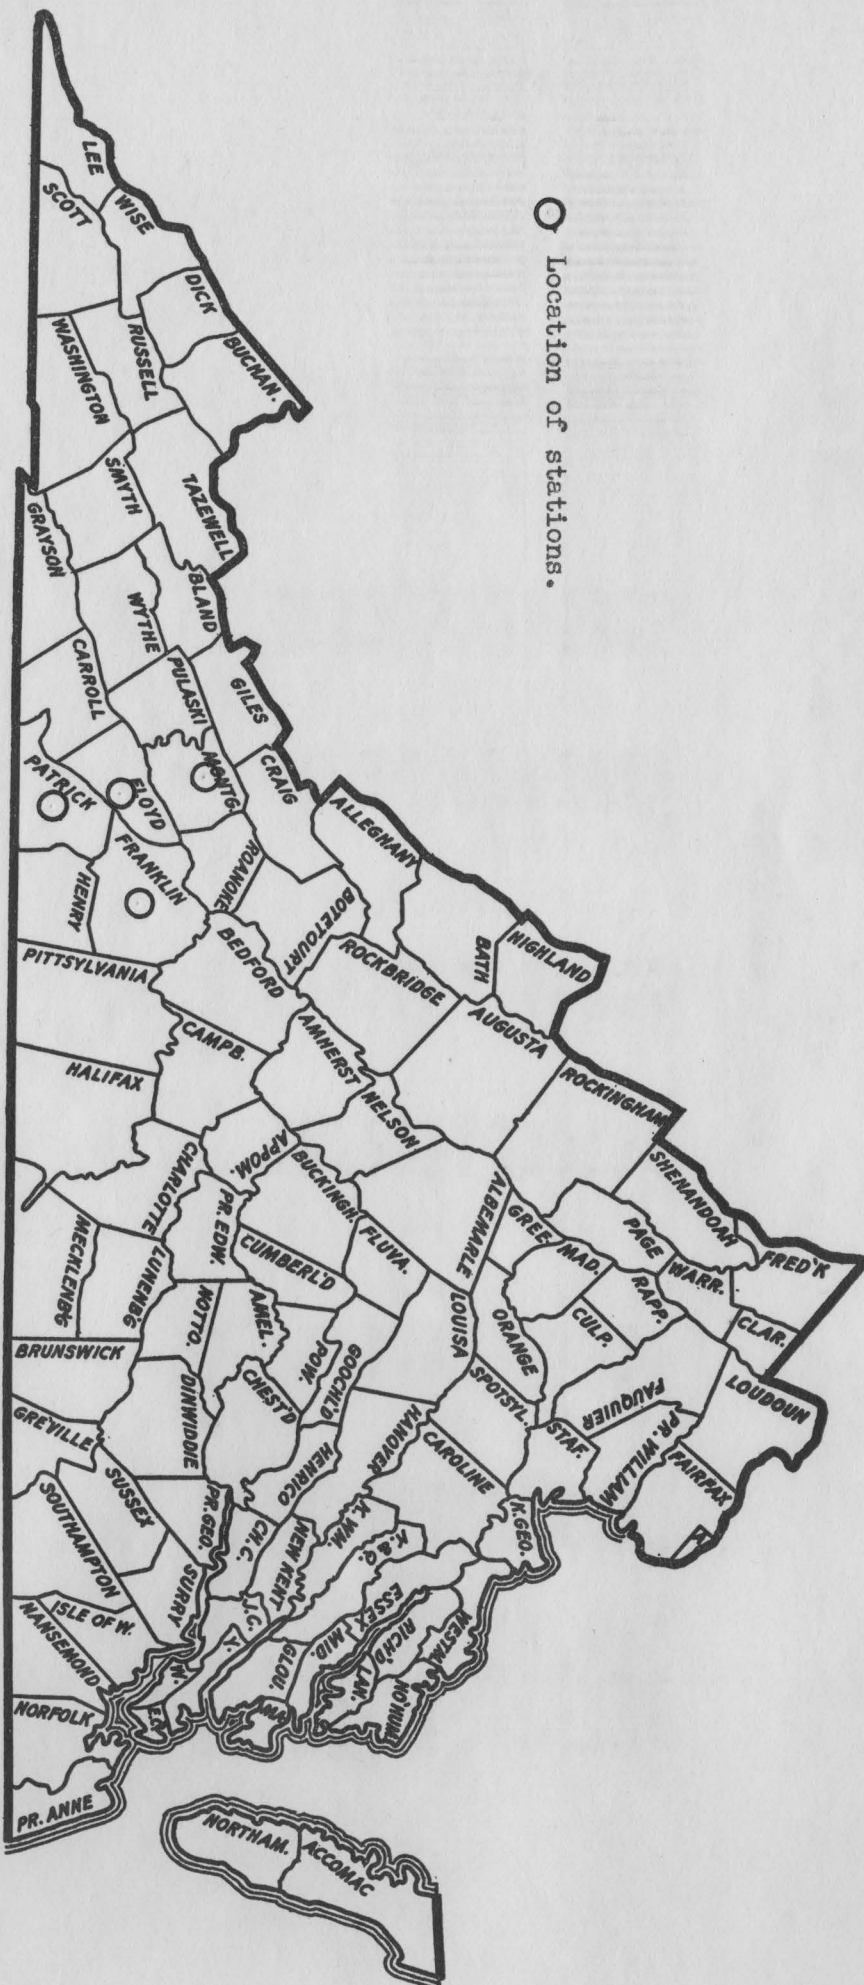 Location of stations.
LEE
SCOTT
WISE
DICK
BUCHAN.
RUSSELL
WASHINGTON
SMYTH
TAZEWELL
GRAYSON
WYTHE
BLAND
CARROLL
PULASKI
GILES
PATRICK
FLOYD
MONTG.
CRAIG
FRANKLIN
HENRY
ROANOKE
ALLEGHANY
BOTETOURT
BEDFORD
PITTSYLVANIA
ROCKBRIDGE
BATH
HIGHLAND
CAMPB.
AMHERST
AUGUSTA
HALIFAX
NELSON.
ROCKINGHAM
CHARLOTTE
APPOM.
BUCKINGH.
ALBEMARLE
GREE.
SHENANDOAH
PAGE
MECKLENB'G
LUNENB'G
PR. EDW.
CUMBERL'D
FLUVA.
MAD.
RAPP.
WARR.
FRED'K
CLAR.
NOTTO.
AMEL.
POW.
GOOCHL'D
LOUISA
ORANGE
CULP.
BRUNSWICK
DINWIDDIE
CHEST'D
SPOTSYL.
FAUQUIER
LOUDOUN
GREVILLE
HENRICO
HANOVER
CAROLINE
STAF.
PR. WILLIAM
FAIRFAX
SUSSEX
PR. GEO.
CH. C.
NEW KENT
K. WM.
K. & Q.
K. GEO.
SOUTHAMPTON
SURRY
J. C.
ESSEX
RICH'D
WESTM.
ISLE OF W.
NANSEMOND
W.
Y.
GLOU.
MID.
LAN.
NO'HUM.
NORFOLK
MA.
PR. ANNE
NORTHAM.
ACCOMAC